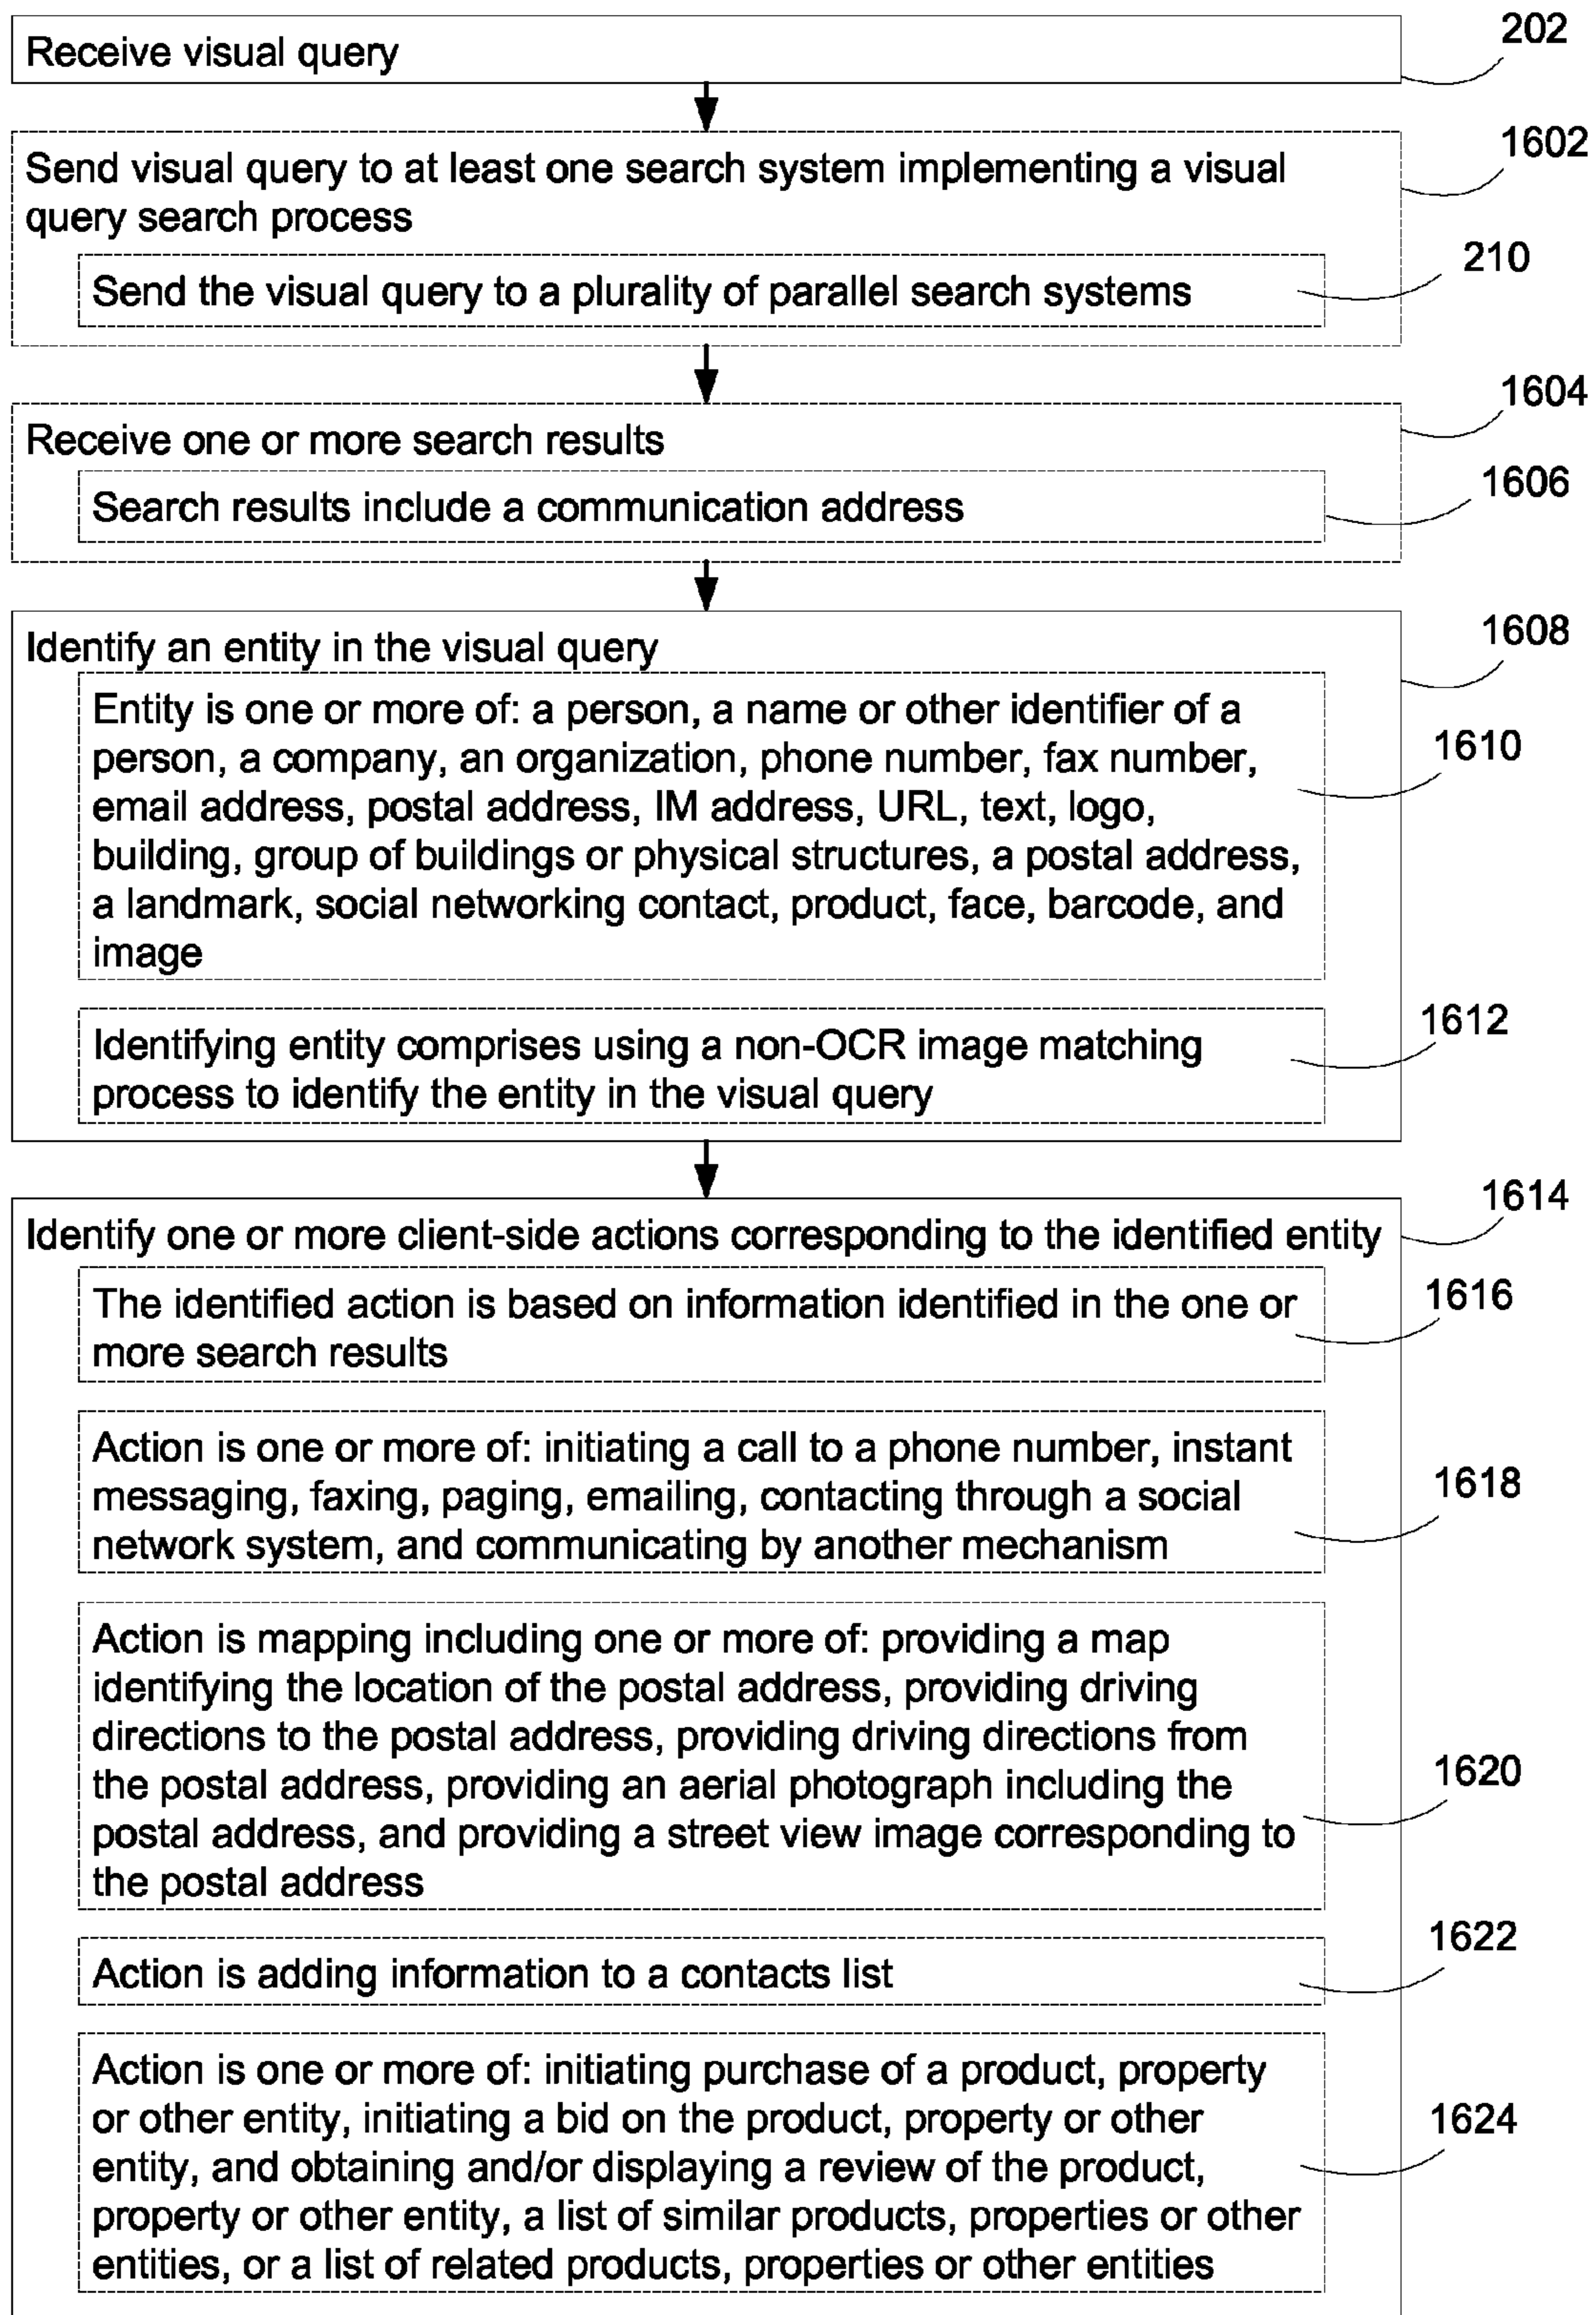 Receive visual query
202
Send visual query to at least one search system implementing a visual
query search process
1602
Send the visual query to a plurality of parallel search systems
210
Receive one or more search results
1604
Search results include a communication address
1606
Identify an entity in the visual query
1608
Entity is one or more of: a person, a name or other identifier of a
person, a company, an organization, phone number, fax number,
email address, postal address, IM address, URL, text, logo,
building, group of buildings or physical structures, a postal address,
a landmark, social networking contact, product, face, barcode, and
image
1610
Identifying entity comprises using a non-OCR image matching
process to identify the entity in the visual query
1612
Identify one or more client-side actions corresponding to the identified entity
1614
The identified action is based on information identified in the one or
more search results
1616
Action is one or more of: initiating a call to a phone number, instant
messaging, faxing, paging, emailing, contacting through a social
network system, and communicating by another mechanism
1618
Action is mapping including one or more of: providing a map
identifying the location of the postal address, providing driving
directions to the postal address, providing driving directions from
the postal address, providing an aerial photograph including the
postal address, and providing a street view image corresponding to
the postal address
1620
Action is adding information to a contacts list
1622
Action is one or more of: initiating purchase of a product, property
or other entity, initiating a bid on the product, property or other
entity, and obtaining and/or displaying a review of the product,
property or other entity, a list of similar products, properties or other
entities, or a list of related products, properties or other entities
1624